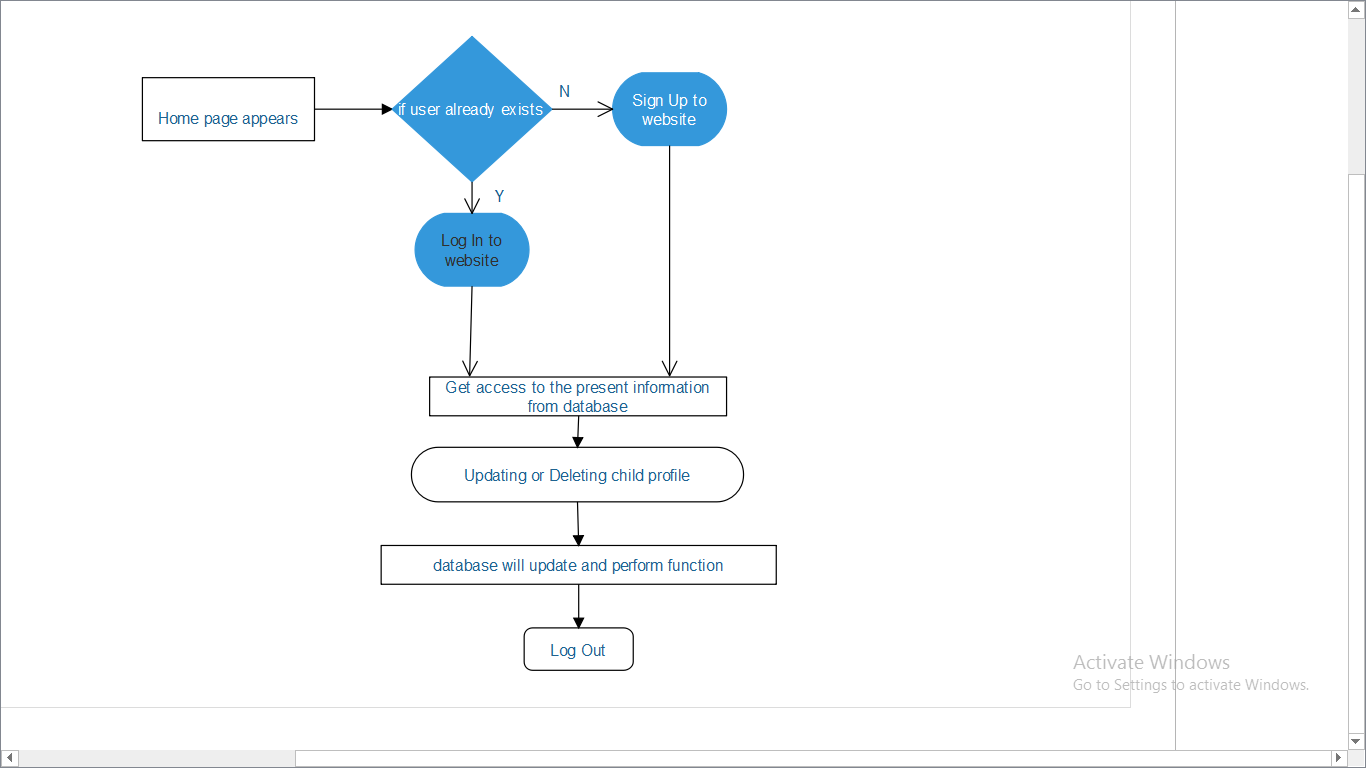 Home page appears
if user already exists
N
Sign Up to
website
Y
Log In to
website
Get access to the present information
from database
Updating or Deleting child profile
database will update and perform function
Log Out
Activate Windows
Go to Settings to activate Windows.